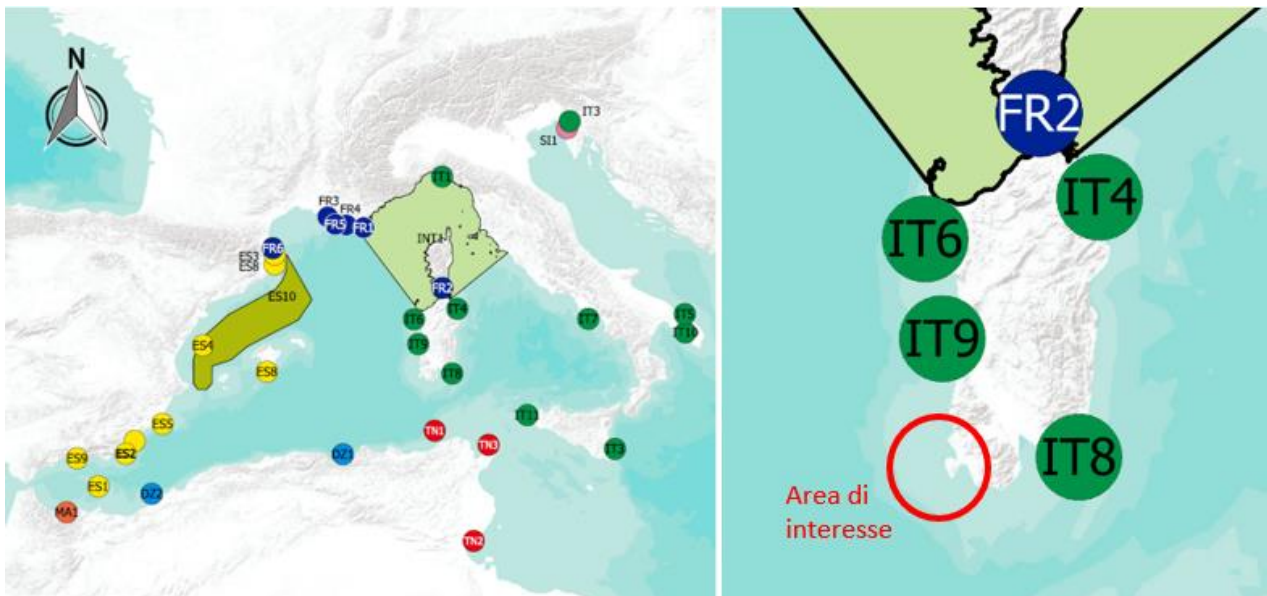 N
IT3
SI1
IT1
FR3
FR4
FR5
FR1
INT1
FR6
ES3
ES8
ES10
FR2
IT4
IT6
IT9
IT8
IT7
IT5
IT10
ES4
ES8
ES5
ES2
ES9
ES1
DZ2
MA1
DZ1
TN1
TN3
TN2
IT11
IT3
FR2
IT4
IT6
IT9
IT8
Area di
interesse